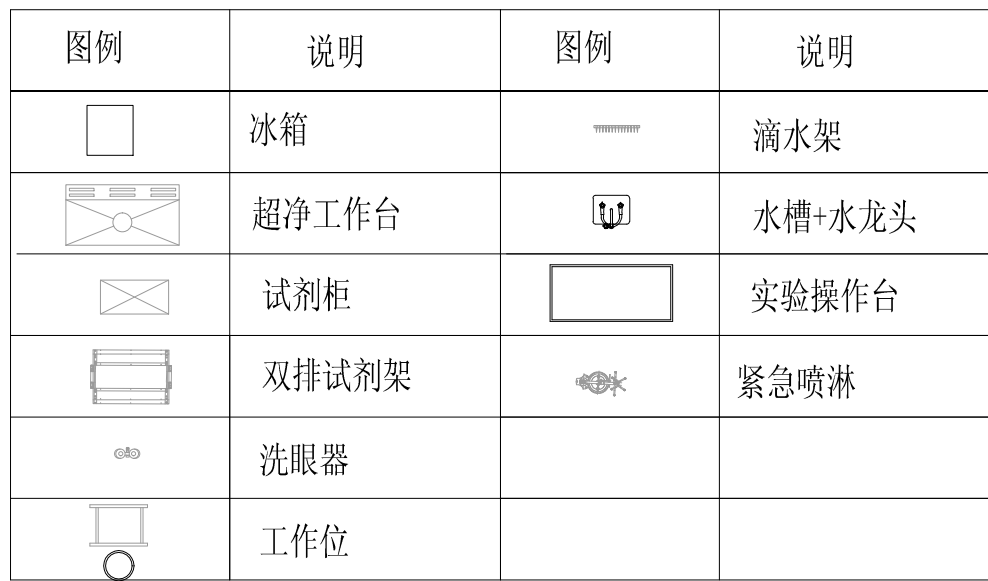 图例 说明 图例 说明
冰箱 滴水架
超净工作台 水槽+水龙头
试剂柜 实验操作台
双排试剂架 紧急喷淋
洗眼器
工作位